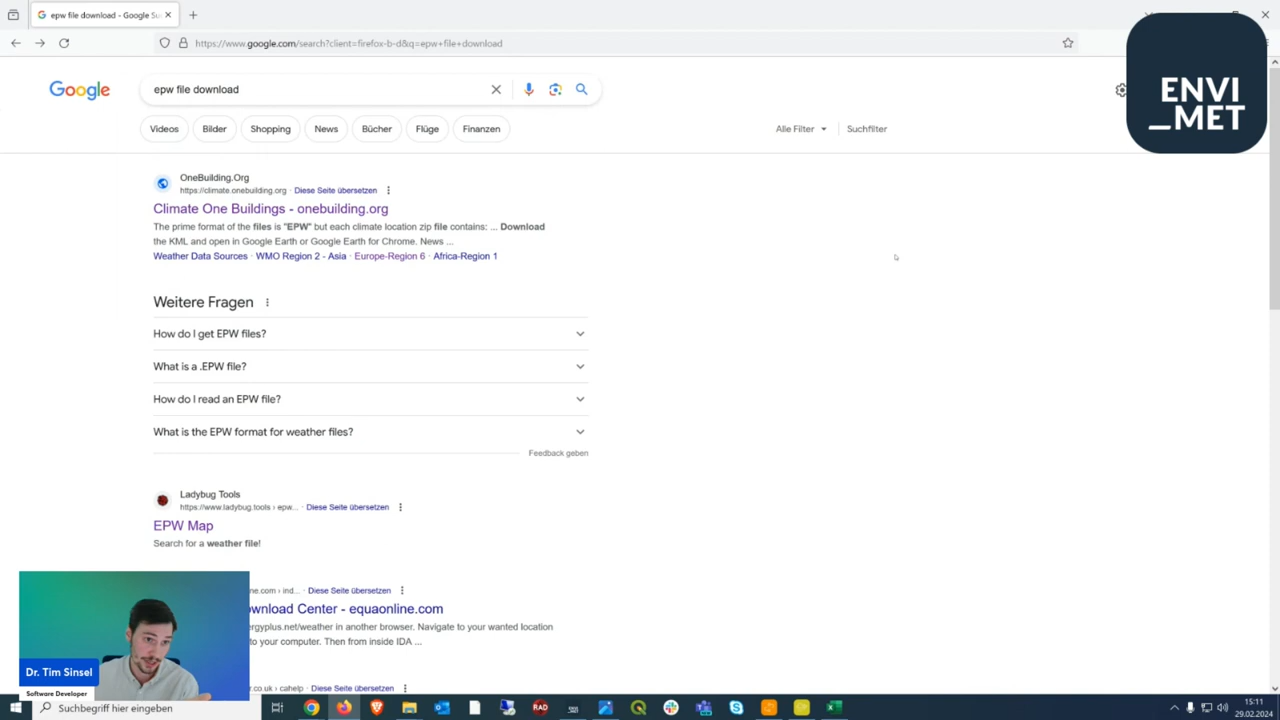 epw file download - Google Su
https://www.google.com/search?client=firefox-b-d&q=epw+file+download
ENVI
_MET
Google
epw file download
Videos
Bilder
Shopping
News
Bücher
Flüge
Finanzen
Alle Filter
Suchfilter
OneBuilding.Org
https://climate.onebuilding.org · Diese Seite übersetzen
Climate One Buildings - onebuilding.org
The prime format of the files is "EPW" but each climate location zip file contains: ... Download
the KML and open in Google Earth or Google Earth for Chrome. News ...
Weather Data Sources · WMO Region 2 - Asia · Europe-Region 6 · Africa-Region 1
Weitere Fragen
How do I get EPW files?
What is a .EPW file?
How do I read an EPW file?
What is the EPW format for weather files?
Feedback geben
Ladybug Tools
https://www.ladybug.tools › epw... · Diese Seite übersetzen
EPW Map
Search for a weather file!
ne.com › ind... · Diese Seite übersetzen
wnload Center - equaonline.com
ergyplus.net/weather in another browser. Navigate to your wanted location
to your computer. Then from inside IDA ...
.co.uk › cahelp · Diese Seite übersetzen
Dr. Tim Sinsel
Software Developer
Suchbegriff hier eingeben
RAD
15:11
29.02.2024